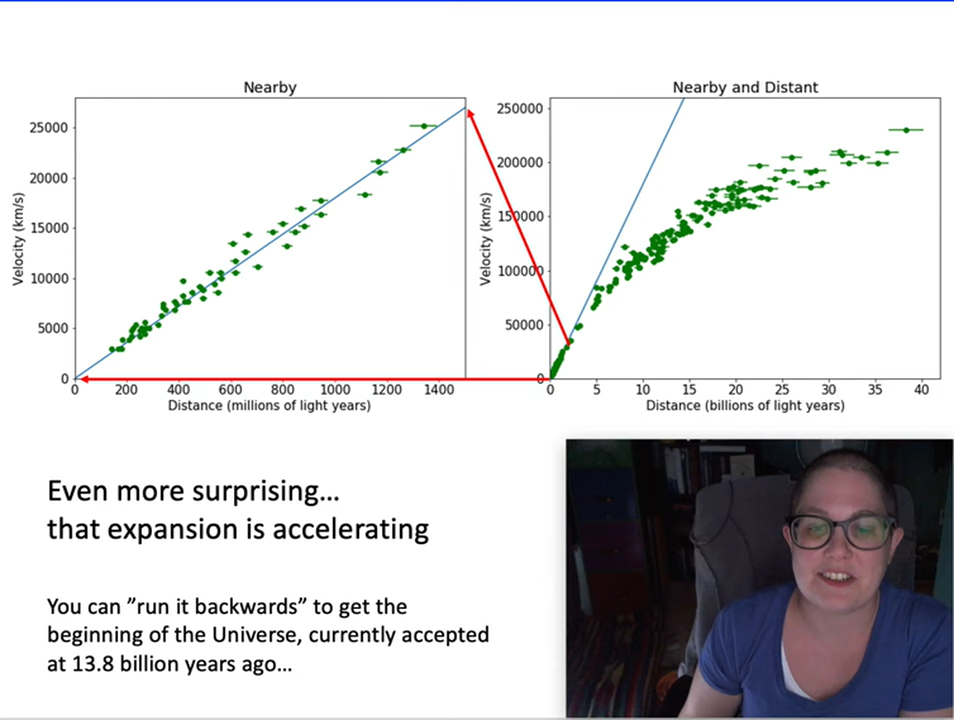 Nearby
Velocity (km/s)
25000
20000
15000
10000
5000
0
0 200 400 600 800 1000 1200 1400
Distance (millions of light years)
Nearby and Distant
Velocity (km/s)
250000
200000
150000
100000
50000
0
0 5 10 15 20 25 30 35 40
Distance (billions of light years)
Even more surprising...
that expansion is accelerating
You can ”run it backwards” to get the
beginning of the Universe, currently accepted
at 13.8 billion years ago...